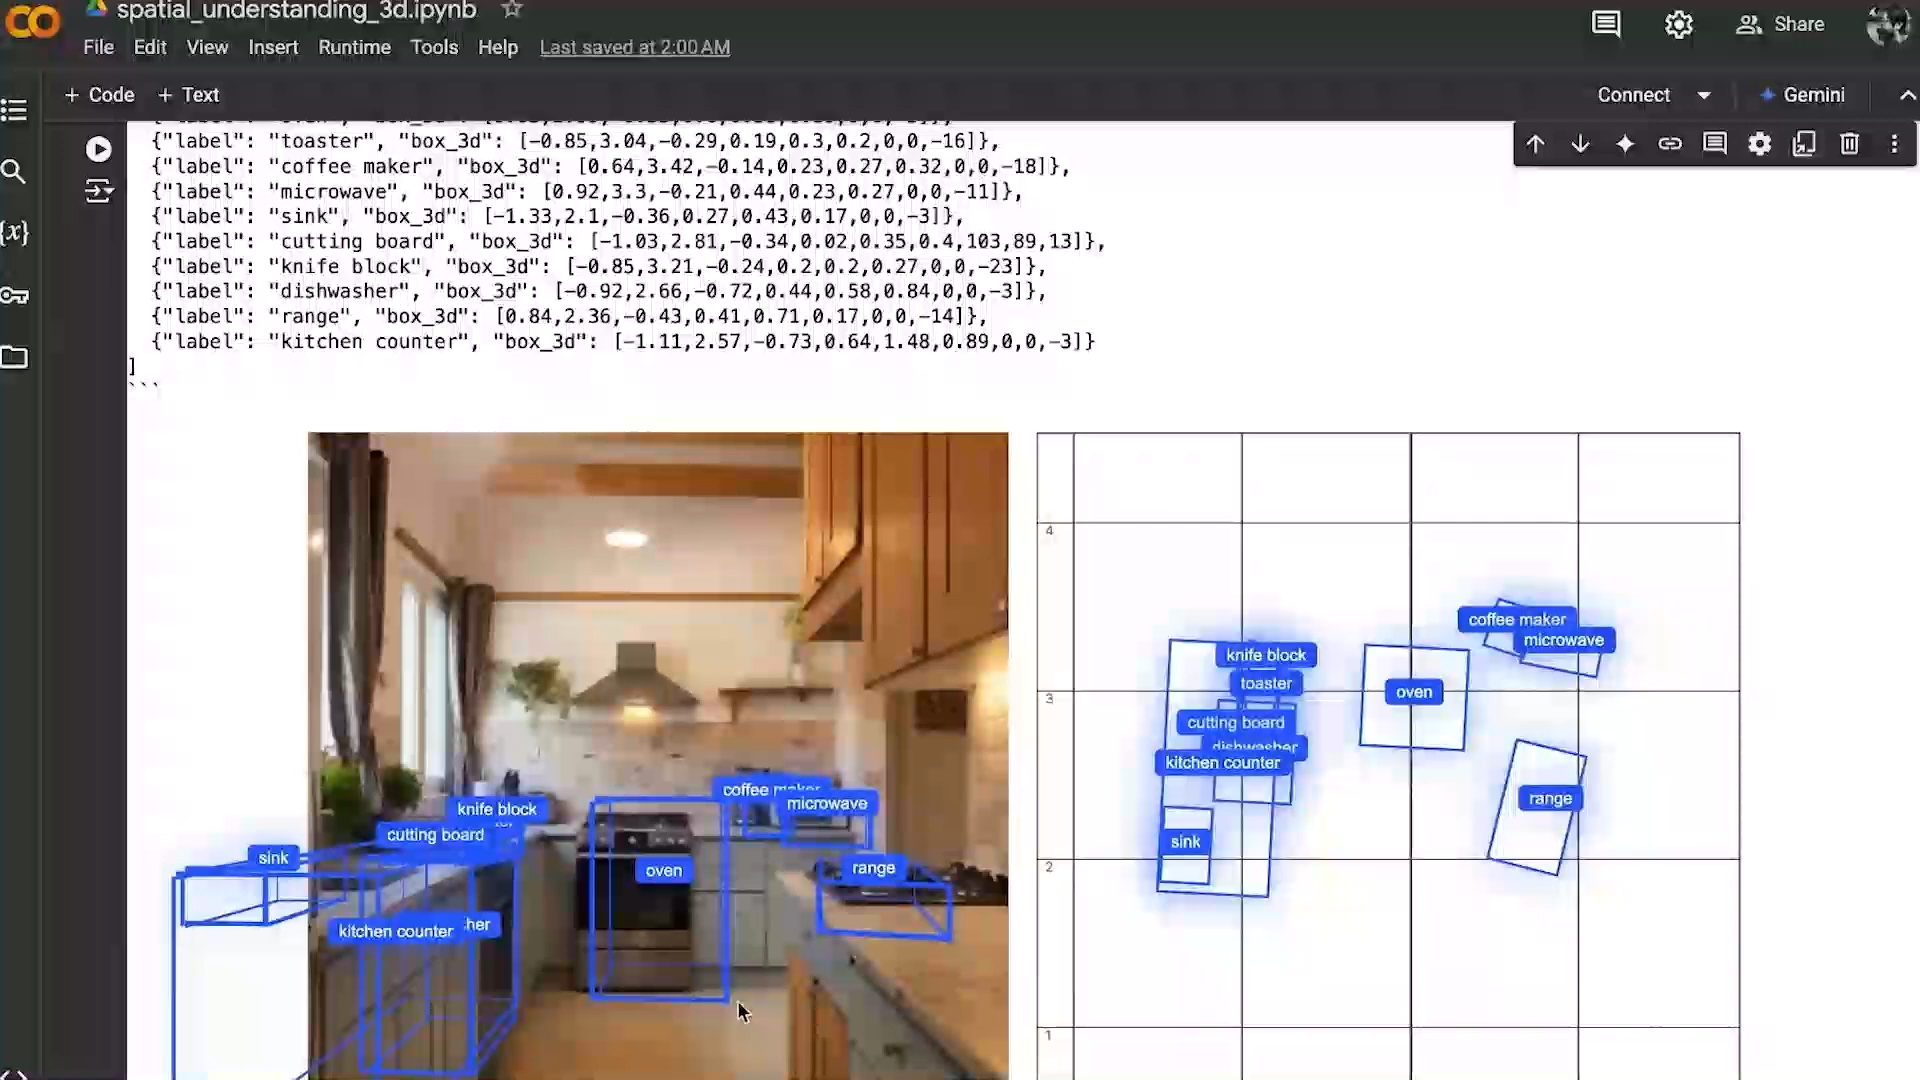 spatial_understanding_3d.ipynb
File Edit View Insert Runtime Tools Help Last saved at 2:00 AM
Share
+ Code + Text
Connect
Gemini
{"label": "toaster", "box_3d": [-0.85,3.04,-0.29,0.19,0.3,0.2,0,0,-16]},
{"label": "coffee maker", "box_3d": [0.64,3.42,-0.14,0.23,0.27,0.32,0,0,-18]},
{"label": "microwave", "box_3d": [0.92,3.3,-0.21,0.44,0.23,0.27,0,0,-11]},
{"label": "sink", "box_3d": [-1.33,2.1,-0.36,0.27,0.43,0.17,0,0,-3]},
{"label": "cutting board", "box_3d": [-1.03,2.81,-0.34,0.02,0.35,0.4,103,89,13]},
{"label": "knife block", "box_3d": [-0.85,3.21,-0.24,0.2,0.2,0.27,0,0,-23]},
{"label": "dishwasher", "box_3d": [-0.92,2.66,-0.72,0.44,0.58,0.84,0,0,-3]},
{"label": "range", "box_3d": [0.84,2.36,-0.43,0.41,0.71,0.17,0,0,-14]},
{"label": "kitchen counter", "box_3d": [-1.11,2.57,-0.73,0.64,1.48,0.89,0,0,-3]}
]
```
coffee maker
microwave
knife block
cutting board
sink
oven
range
kitchen counter
her
4
3
2
1
coffee maker
microwave
knife block
toaster
oven
cutting board
dishwasher
kitchen counter
range
sink